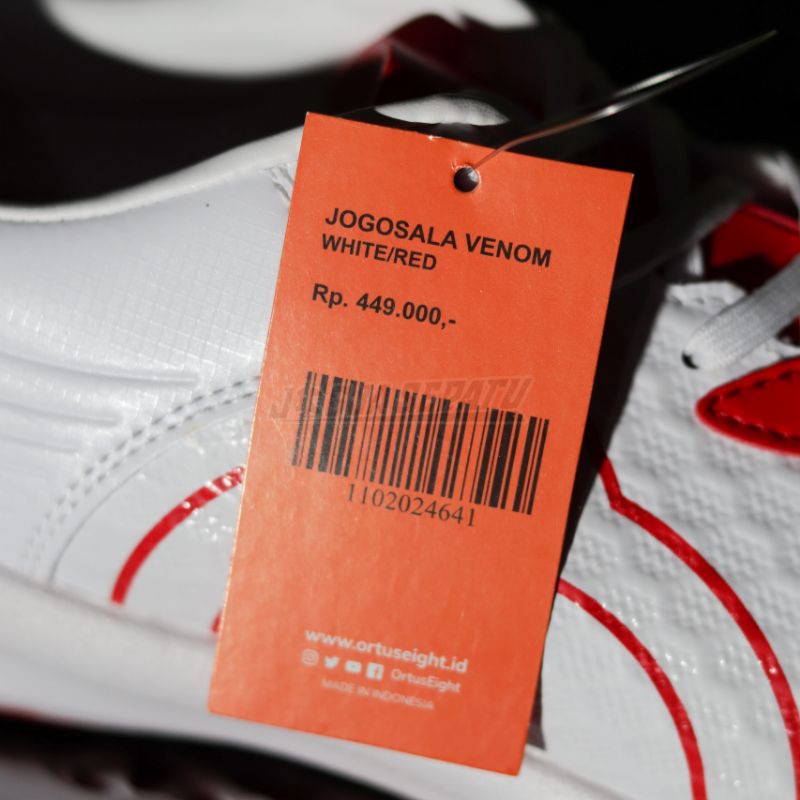 JOGOSALA VENOM
WHITE/RED
Rp. 449.000,-
1102024641
www.ortuseight.id
OrtusEight
MADE IN INDONESIA